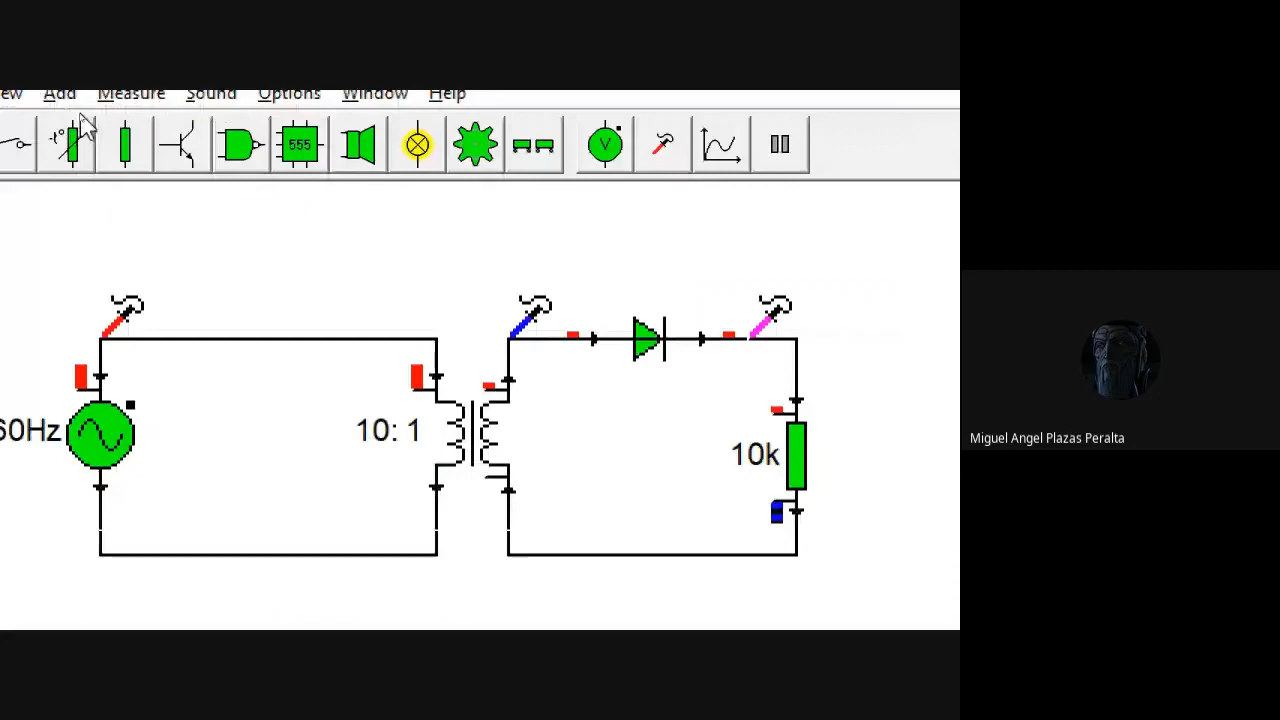 ew Add Measure Sound Options Window Help
-t° 555 V
60Hz 10: 1
10k
Miguel Angel Plazas Peralta